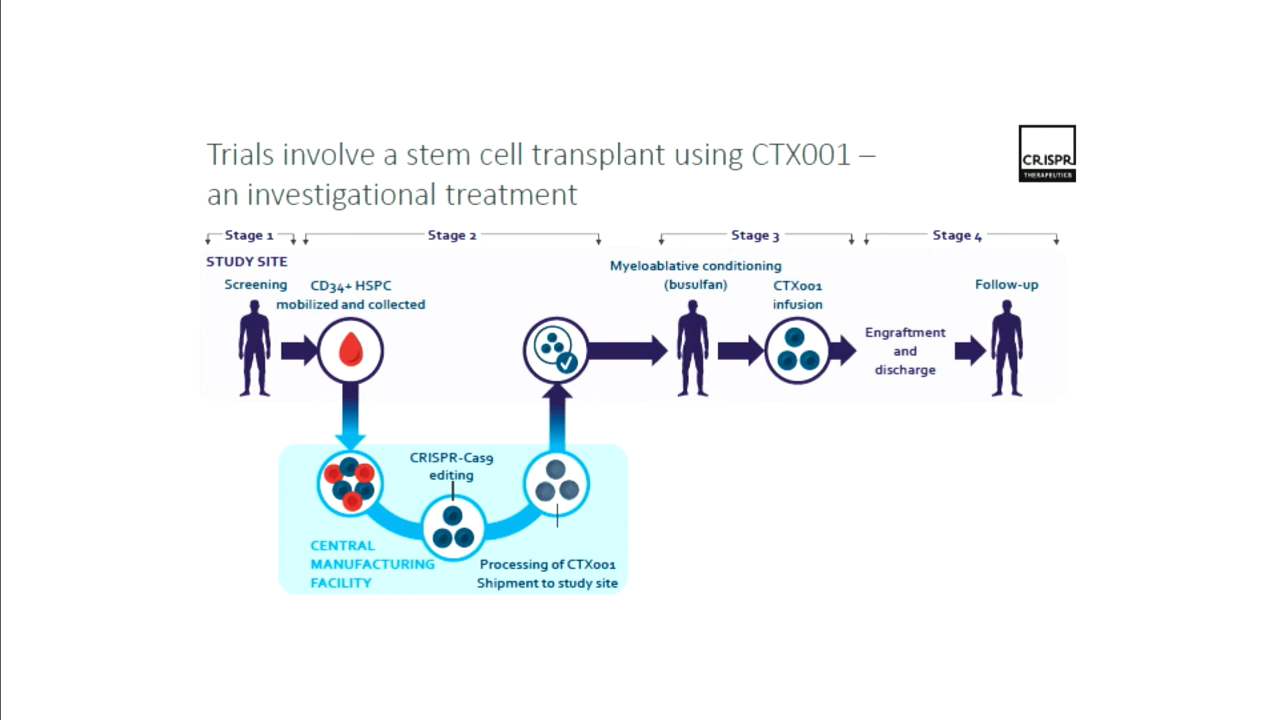 Trials involve a stem cell transplant using CTX001 –
an investigational treatment
CRISPR
THERAPEUTICS
Stage 1
Stage 2
Stage 3
Stage 4
STUDY SITE
Screening
CD34+ HSPC
mobilized and collected
Myeloablative conditioning
(busulfan)
CTX001
infusion
Engraftment
and
discharge
Follow-up
CRISPR-Cas9
editing
CENTRAL
MANUFACTURING
FACILITY
Processing of CTX001
Shipment to study site